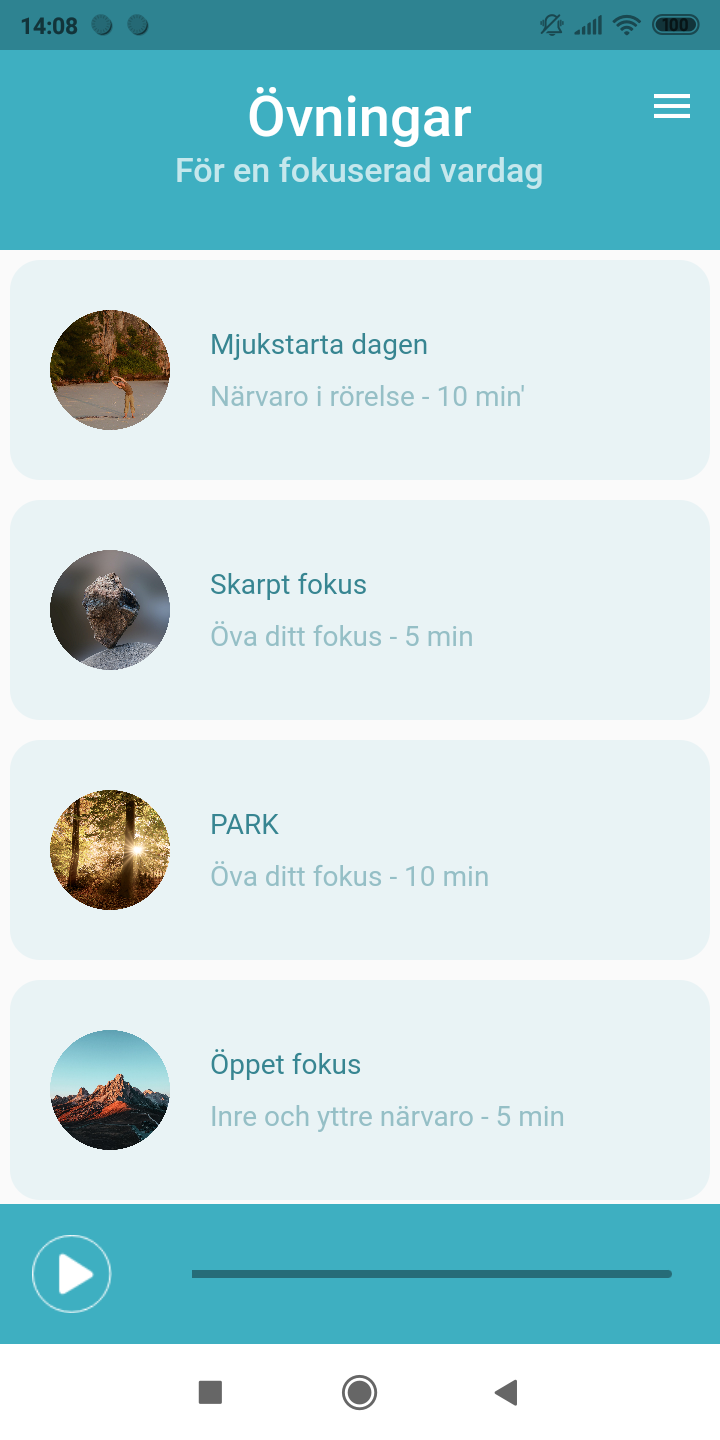 14:08
100
Övningar
För en fokuserad vardag
Mjukstarta dagen
Närvaro i rörelse - 10 min'
Skarpt fokus
Öva ditt fokus - 5 min
PARK
Öva ditt fokus - 10 min
Öppet fokus
Inre och yttre närvaro - 5 min